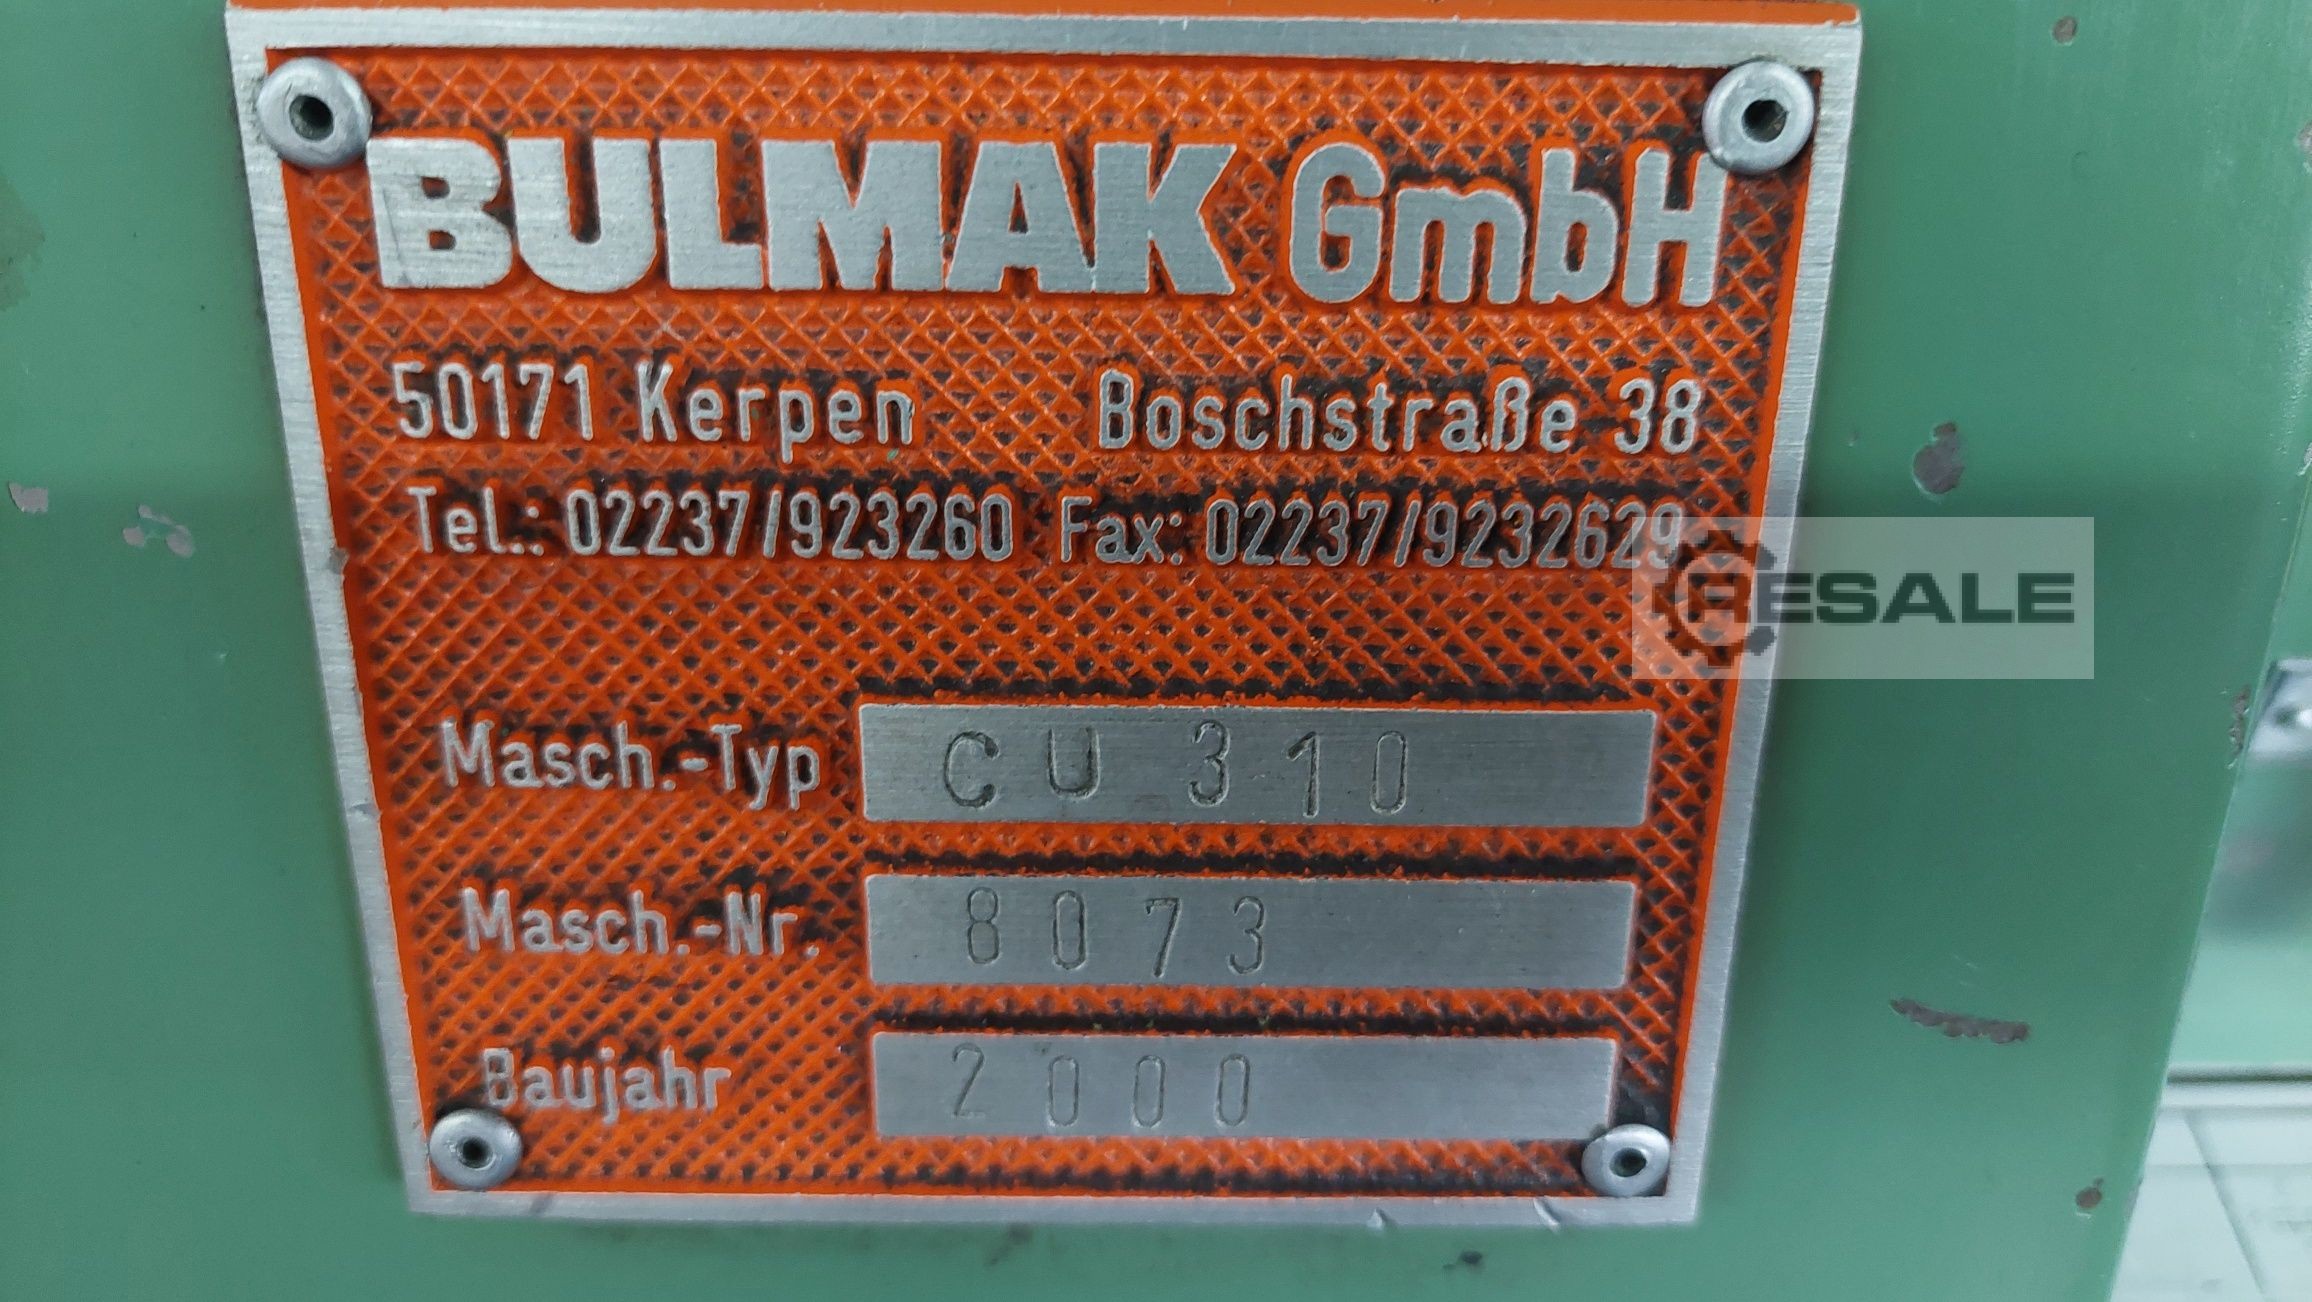 BULMAK GmbH
50171 Kerpen Boschstraße 38
Tel.: 02237/923260 Fax: 02237/9232629
RESALE
Masch.-Typ CU 310
Masch.-Nr. 8073
Baujahr 2000